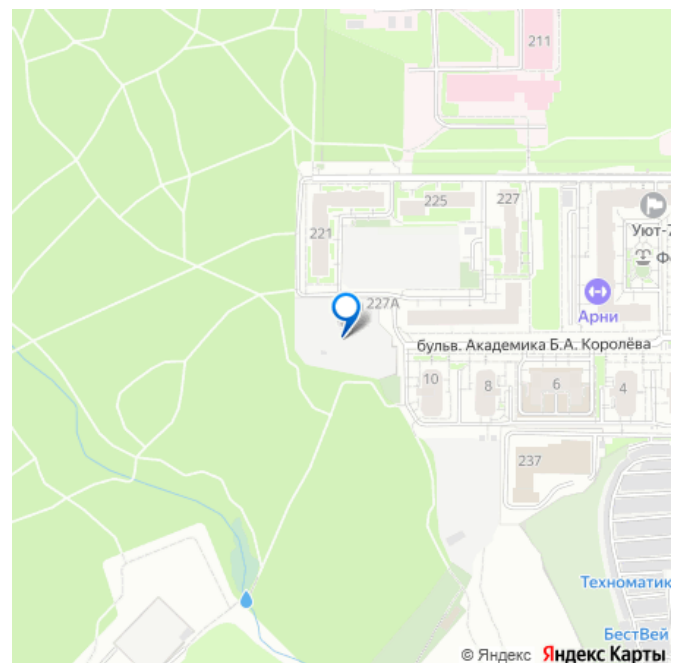 211
225
227
221
Уют-7
Ф
227А
Арни
бульв. Академика Б.А. Королёва
10
8
6
4
237
Техноматик
БестВей
© Яндекс Яндекс Карты